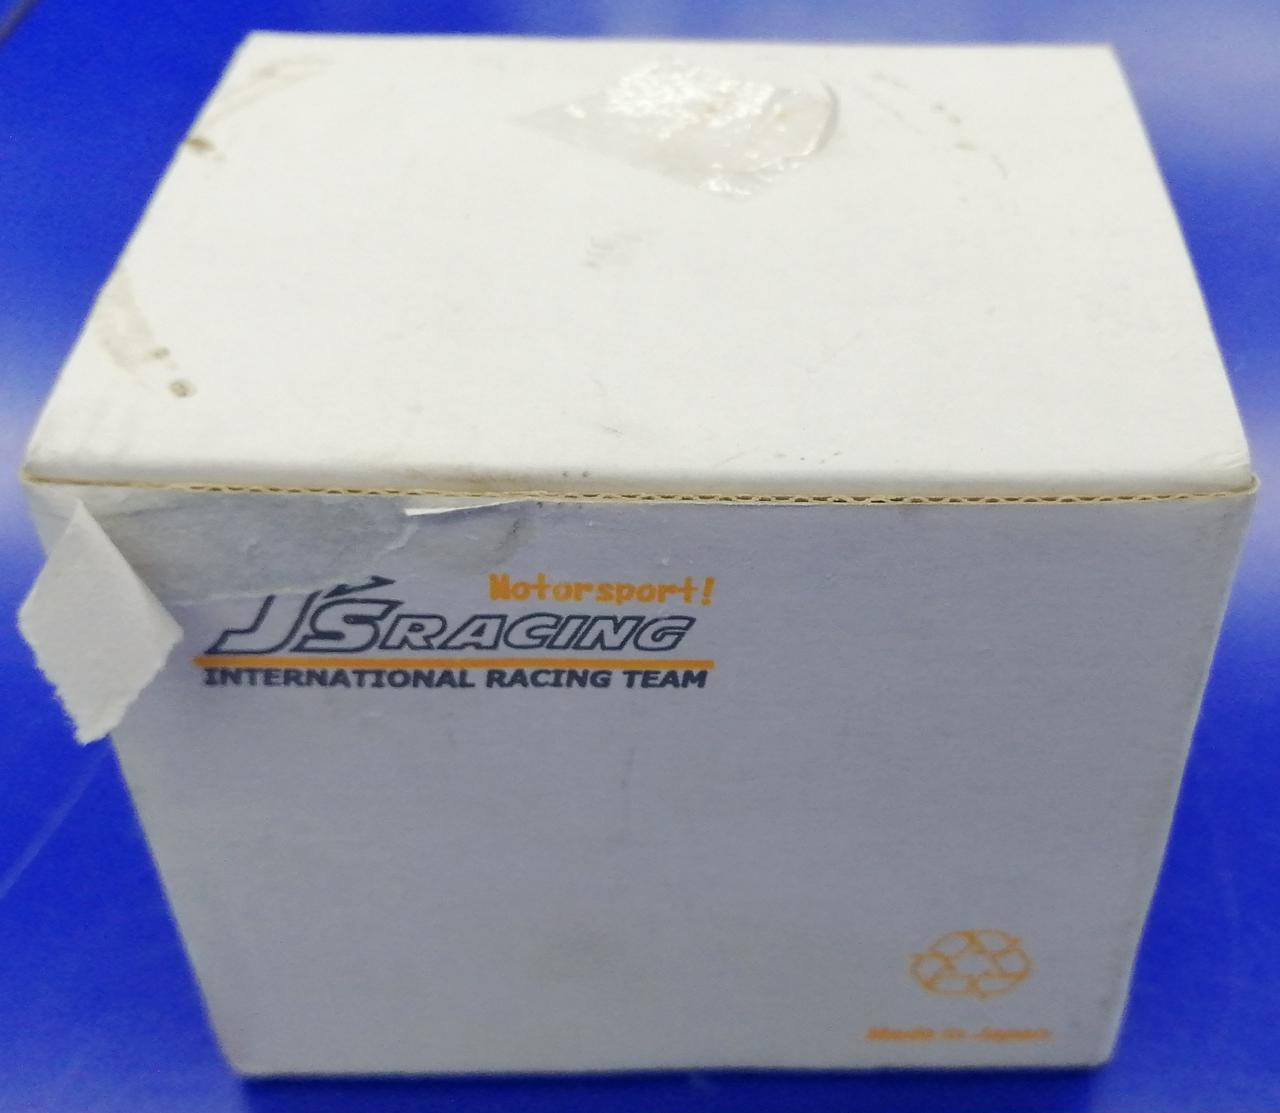 Motorsport!
J'S RACING
INTERNATIONAL RACING TEAM
Made in Japan